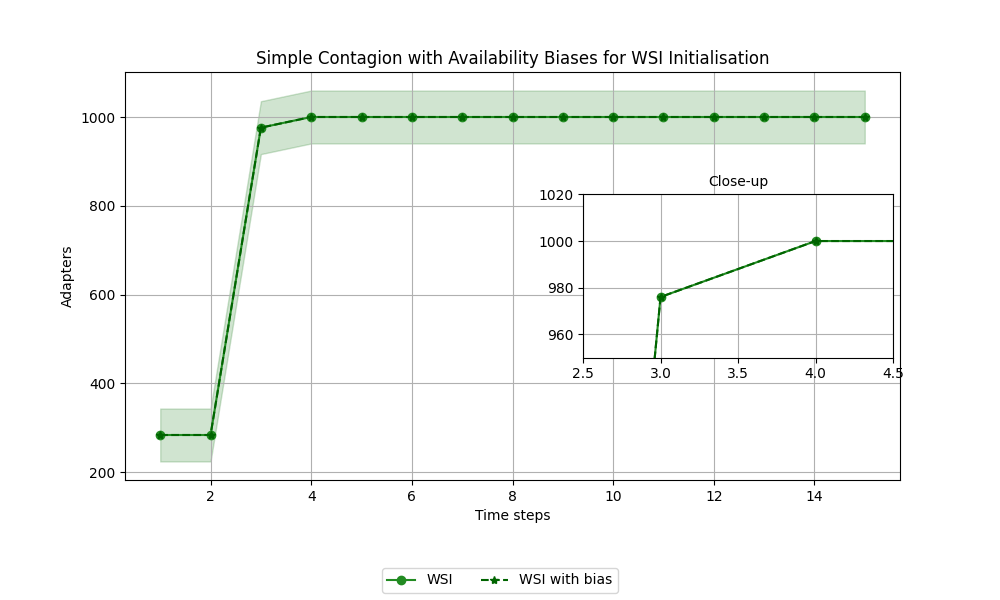 Simple Contagion with Availability Biases for WSI Initialisation
Adapters
1000
800
600
400
200
Close-up
1020
1000
980
960
2.5 3.0 3.5 4.0 4.5
2 4 6 8 10 12 14
Time steps
WSI WSI with bias